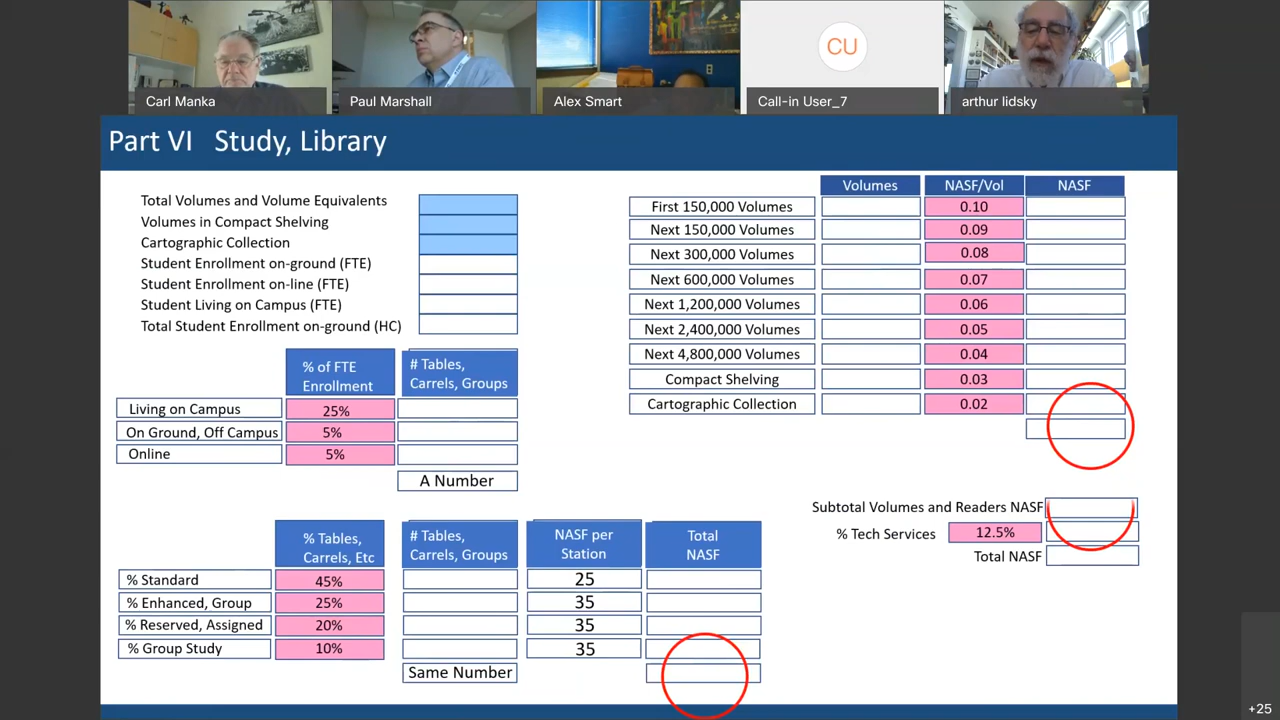 CU
Carl Manka
Paul Marshall
Alex Smart
Call-in User_7
arthur lidsky
Part VI Study, Library
Total Volumes and Volume Equivalents
Volumes in Compact Shelving
Cartographic Collection
Student Enrollment on-ground (FTE)
Student Enrollment on-line (FTE)
Student Living on Campus (FTE)
Total Student Enrollment on-ground (HC)
% of FTE Enrollment
# Tables, Carrels, Groups
Living on Campus 25%
On Ground, Off Campus 5%
Online 5%
A Number
% Tables, Carrels, Etc
# Tables, Carrels, Groups
NASF per Station
Total NASF
% Standard 45% 25
% Enhanced, Group 25% 35
% Reserved, Assigned 20% 35
% Group Study 10% 35
Same Number
Volumes NASF/Vol NASF
First 150,000 Volumes 0.10
Next 150,000 Volumes 0.09
Next 300,000 Volumes 0.08
Next 600,000 Volumes 0.07
Next 1,200,000 Volumes 0.06
Next 2,400,000 Volumes 0.05
Next 4,800,000 Volumes 0.04
Compact Shelving 0.03
Cartographic Collection 0.02
Subtotal Volumes and Readers NASF
% Tech Services 12.5%
Total NASF
+25